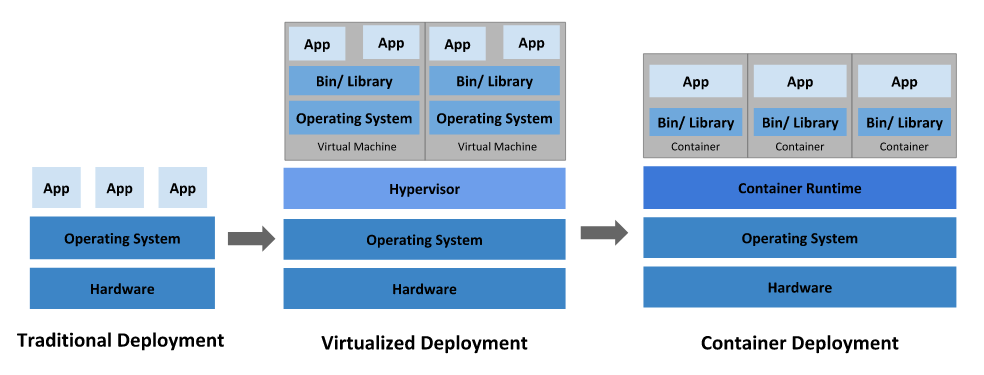 App
App
App
Operating System
Hardware
Traditional Deployment
App
App
Bin/ Library
Operating System
Virtual Machine
App
App
Bin/ Library
Operating System
Virtual Machine
Hypervisor
Operating System
Hardware
Virtualized Deployment
App
Bin/ Library
Container
App
Bin/ Library
Container
App
Bin/ Library
Container
Container Runtime
Operating System
Hardware
Container Deployment